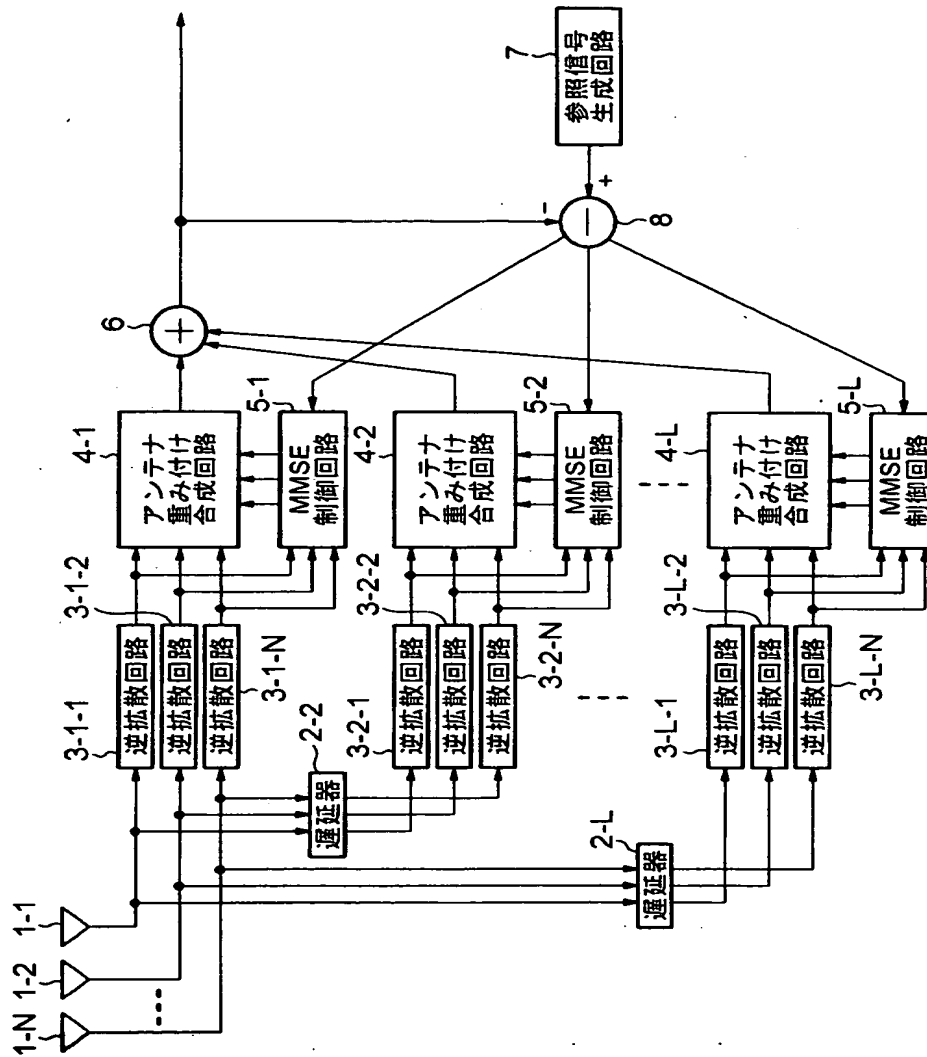 1-1
1-2
1-N
2-2
遅延器
2-L
遅延器
3-1-1
逆拡散回路
3-1-2
逆拡散回路
3-1-N
逆拡散回路
3-2-1
逆拡散回路
3-2-2
逆拡散回路
3-2-N
逆拡散回路
3-L-1
逆拡散回路
3-L-2
逆拡散回路
3-L-N
逆拡散回路
4-1
アンテナ
重み付け
合成回路
5-1
MMSE
制御回路
4-2
アンテナ
重み付け
合成回路
5-2
MMSE
制御回路
4-L
アンテナ
重み付け
合成回路
5-L
MMSE
制御回路
6
+
7
参照信号
生成回路
+
-
−
8